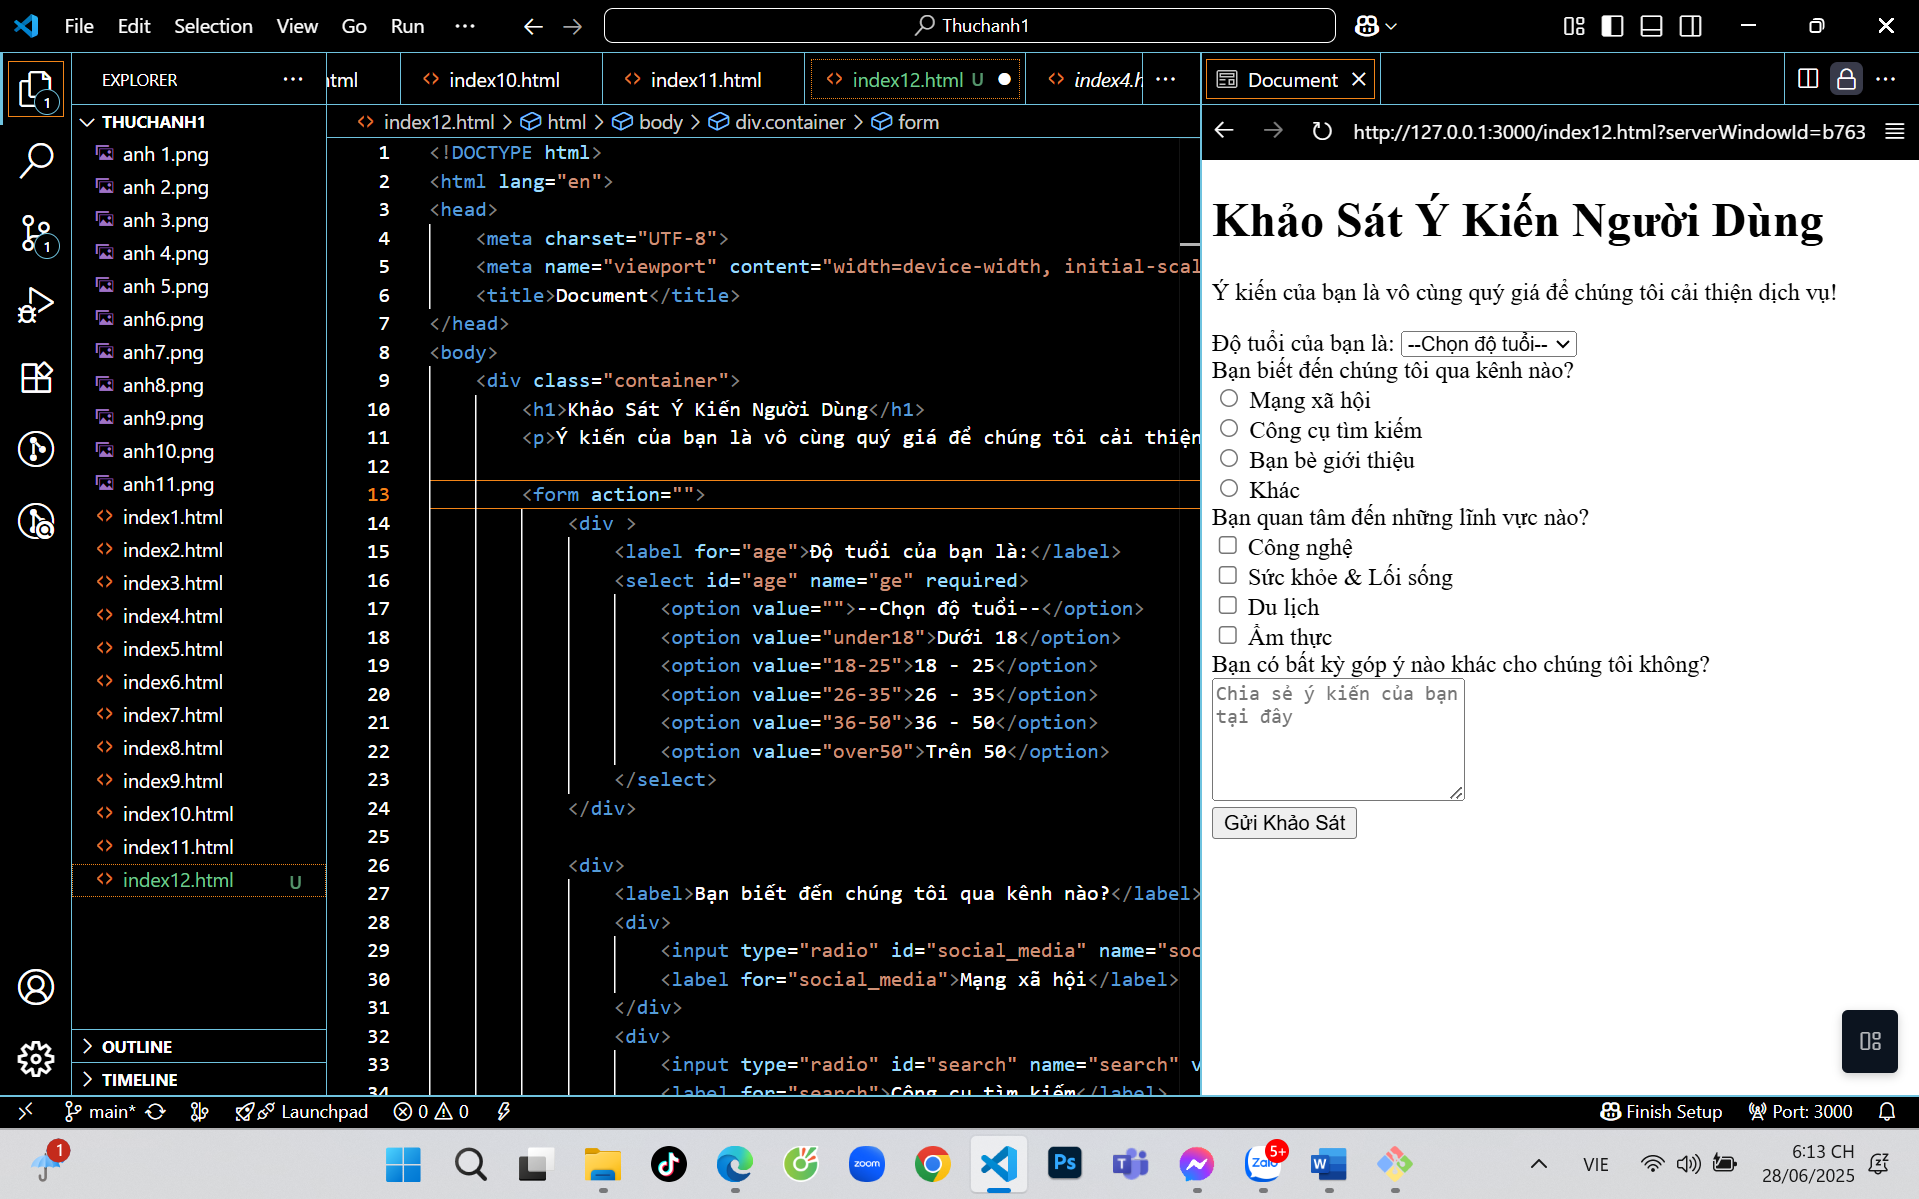 File Edit Selection View Go Run ··· Thuchanh1
EXPLORER ···
THUCHANH1
anh 1.png
anh 2.png
anh 3.png
anh 4.png
anh 5.png
anh6.png
anh7.png
anh8.png
anh9.png
anh10.png
anh11.png
index1.html
index2.html
index3.html
index4.html
index5.html
index6.html
index7.html
index8.html
index9.html
index10.html
index11.html
index12.html U
OUTLINE
TIMELINE
1
1
index10.html index11.html index12.html U ···
index12.html > html > body > div.container > form
1 <!DOCTYPE html>
2 <html lang="en">
3 <head>
4 <meta charset="UTF-8">
5 <meta name="viewport" content="width=device-width, initial-scal
6 <title>Document</title>
7 </head>
8 <body>
9 <div class="container">
10 <h1>Khảo Sát Ý Kiến Người Dùng</h1>
11 <p>Ý kiến của bạn là vô cùng quý giá để chúng tôi cải thiện
12
13 <form action="">
14 <div >
15 <label for="age">Độ tuổi của bạn là:</label>
16 <select id="age" name="ge" required>
17 <option value="">--Chọn độ tuổi--</option>
18 <option value="under18">Dưới 18</option>
19 <option value="18-25">18 - 25</option>
20 <option value="26-35">26 - 35</option>
21 <option value="36-50">36 - 50</option>
22 <option value="over50">Trên 50</option>
23 </select>
24 </div>
25
26 <div>
27 <label>Bạn biết đến chúng tôi qua kênh nào?</label>
28 <div>
29 <input type="radio" id="social_media" name="soc
30 <label for="social_media">Mạng xã hội</label>
31 </div>
32 <div>
33 <input type="radio" id="search" name="search" v
34 <label for="search">Công cụ tìm kiếm</label>
Document
http://127.0.0.1:3000/index12.html?serverWindowId=b763
Khảo Sát Ý Kiến Người Dùng
Ý kiến của bạn là vô cùng quý giá để chúng tôi cải thiện dịch vụ!
Độ tuổi của bạn là: --Chọn độ tuổi--
Bạn biết đến chúng tôi qua kênh nào?
Mạng xã hội
Công cụ tìm kiếm
Bạn bè giới thiệu
Khác
Bạn quan tâm đến những lĩnh vực nào?
Công nghệ
Sức khỏe & Lối sống
Du lịch
Ẩm thực
Bạn có bất kỳ góp ý nào khác cho chúng tôi không?
Chia sẻ ý kiến của bạn
tại đây
Gửi Khảo Sát
main* Launchpad 0 0 Finish Setup Port: 3000
1 zoom Ps Zalo 5+ W VIE
6:13 CH
28/06/2025